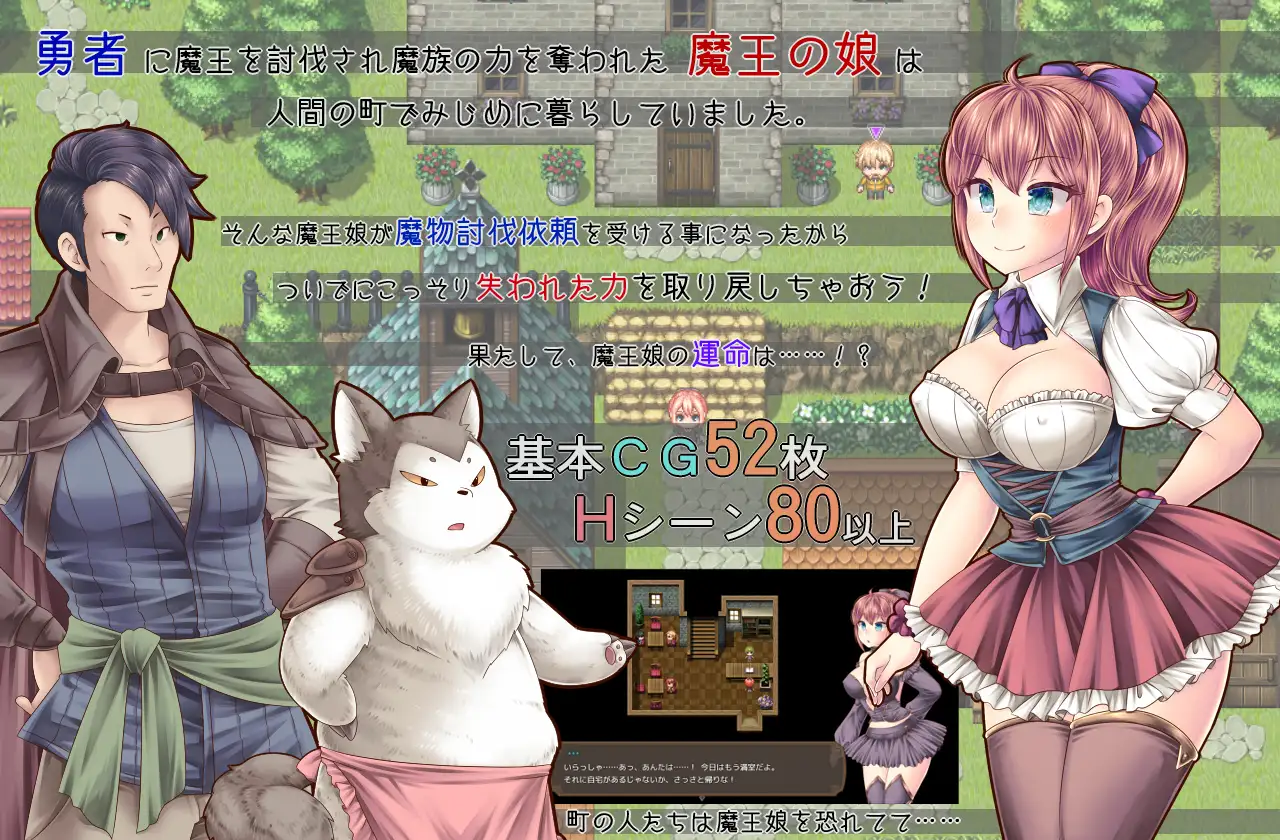 勇者に魔王を討伐され魔族の力を奪われた 魔王の娘は
人間の町でみじめに暮らしていました。
そんな魔王娘が魔物討伐依頼を受ける事になったから
ついでにこっそり失われた力を取り戻しちゃおう！
果たして、魔王娘の運命は……！？
基本ＣＧ52枚
Hシーン80以上
いらっしゃ……あっ、あんたは……！ 今日はもう満室だよ。
それに自宅があるじゃないか、さっさと帰りな！
町の人たちは魔王娘を恐れてて……